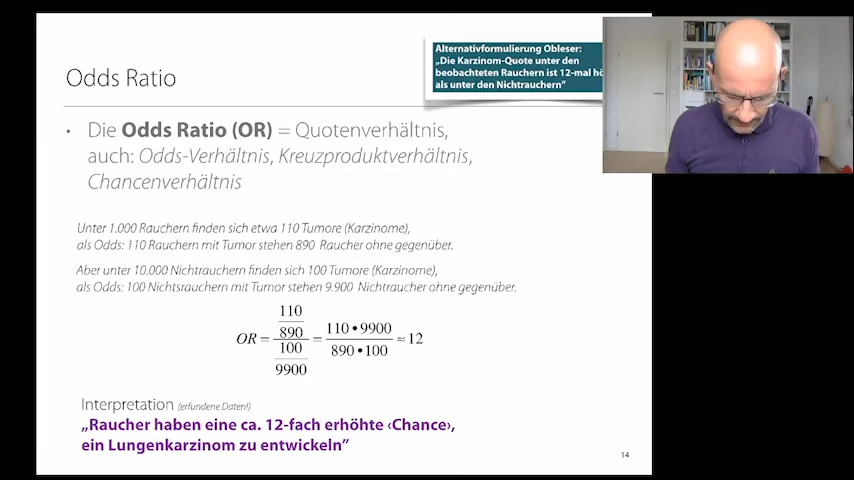 Odds Ratio
Alternativformulierung Obleser:
„Die Karzinom-Quote unter den
beobachteten Rauchern ist 12-mal
als unter den Nichtrauchern”
• Die Odds Ratio (OR) = Quotenverhältnis,
auch: Odds-Verhältnis, Kreuzproduktverhältnis,
Chancenverhältnis
Unter 1.000 Rauchern finden sich etwa 110 Tumore (Karzinome),
als Odds: 110 Rauchern mit Tumor stehen 890 Raucher ohne gegenüber.
Aber unter 10.000 Nichtrauchern finden sich 100 Tumore (Karzinome),
als Odds: 100 Nichtsrauchern mit Tumor stehen 9.900 Nichtraucher ohne gegenüber.
110
890
100
9900
OR = = 110•9900 ≈ 12
890•100
Interpretation (erfundene Daten!)
„Raucher haben eine ca. 12-fach erhöhte ‹Chance›,
ein Lungenkarzinom zu entwickeln”
14